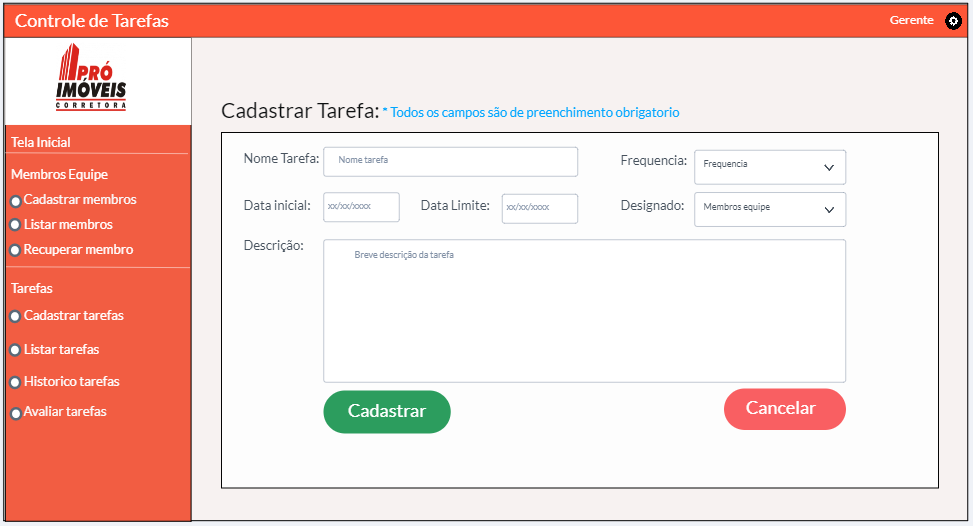 Controle de Tarefas
Gerente
PRÓ
IMÓVEIS
CORRETORA
Tela Inicial
Membros Equipe
Cadastrar membros
Listar membros
Recuperar membro
Tarefas
Cadastrar tarefas
Listar tarefas
Historico tarefas
Avaliar tarefas
Cadastrar Tarefa: * Todos os campos são de preenchimento obrigatorio
Nome Tarefa: Nome tarefa Frequencia: Frequencia
Data inicial: xx/xx/xxxx Data Limite: xx/xx/xxxx Designado: Membros equipe
Descrição: Breve descrição da tarefa
Cadastrar Cancelar